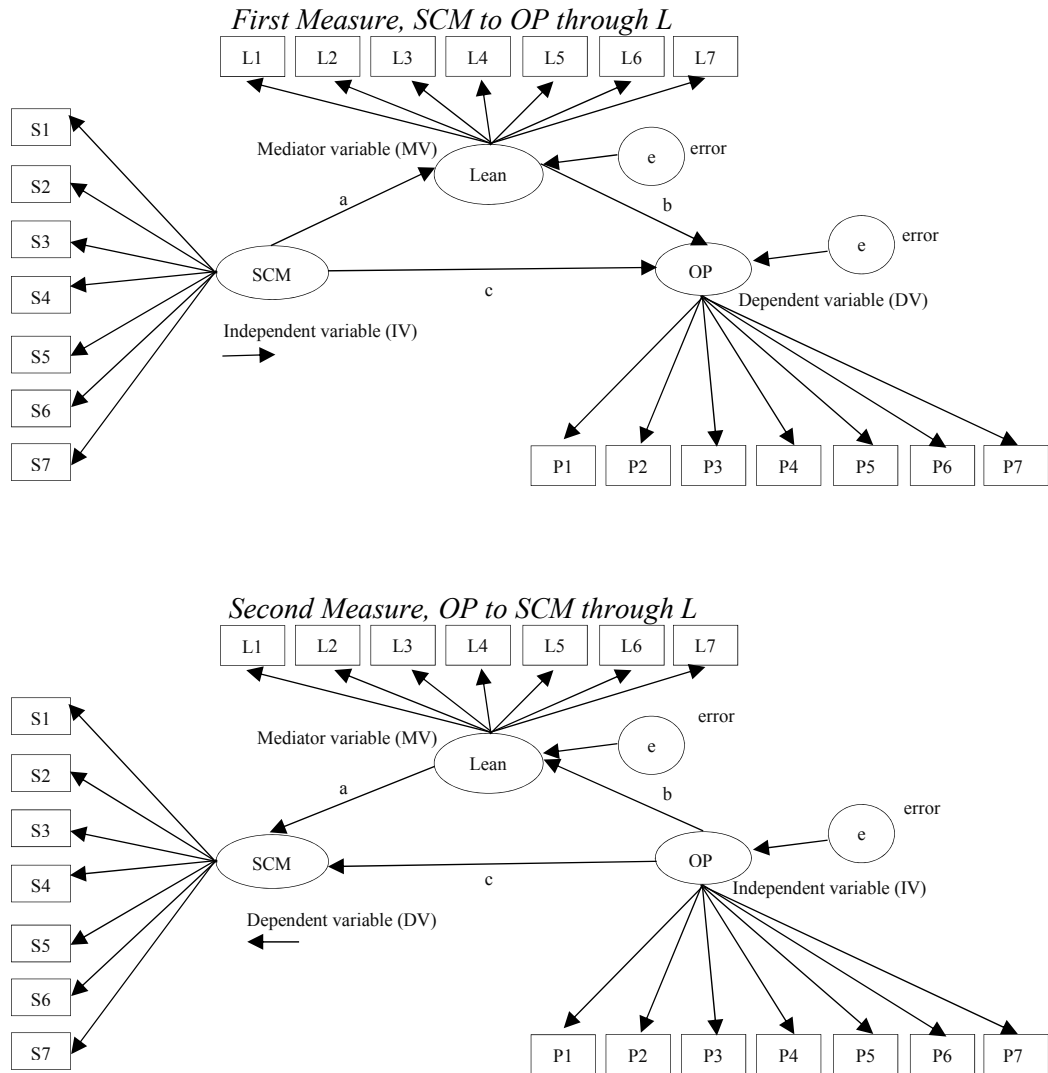 First Measure, SCM to OP through L
L1 L2 L3 L4 L5 L6 L7
S1
Mediator variable (MV)
Lean
e
error
S2
a
b
S3
SCM
OP
e
error
S4
c
Dependent variable (DV)
Independent variable (IV)
S5
S6
S7
P1 P2 P3 P4 P5 P6 P7
Second Measure, OP to SCM through L
L1 L2 L3 L4 L5 L6 L7
S1
Mediator variable (MV)
Lean
e
error
S2
a
b
S3
SCM
OP
e
error
S4
c
Independent variable (IV)
Dependent variable (DV)
S5
S6
S7
P1 P2 P3 P4 P5 P6 P7